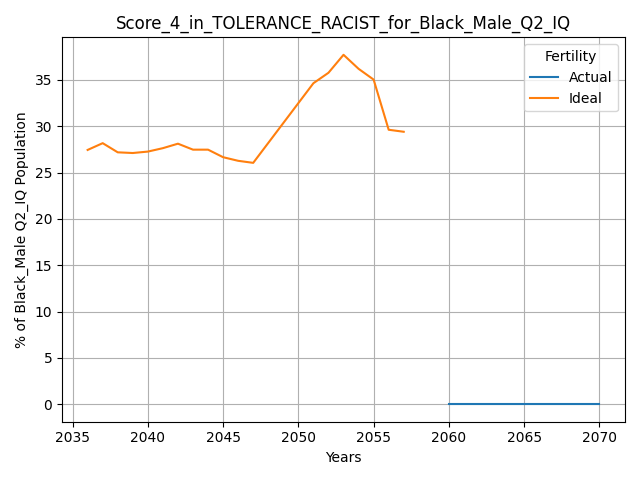 Score_4_in_TOLERANCE_RACIST_for_Black_Male_Q2_IQ
Fertility
Actual
Ideal
% of Black_Male Q2_IQ Population
35
30
25
20
15
10
5
0
2035 2040 2045 2050 2055 2060 2065 2070
Years